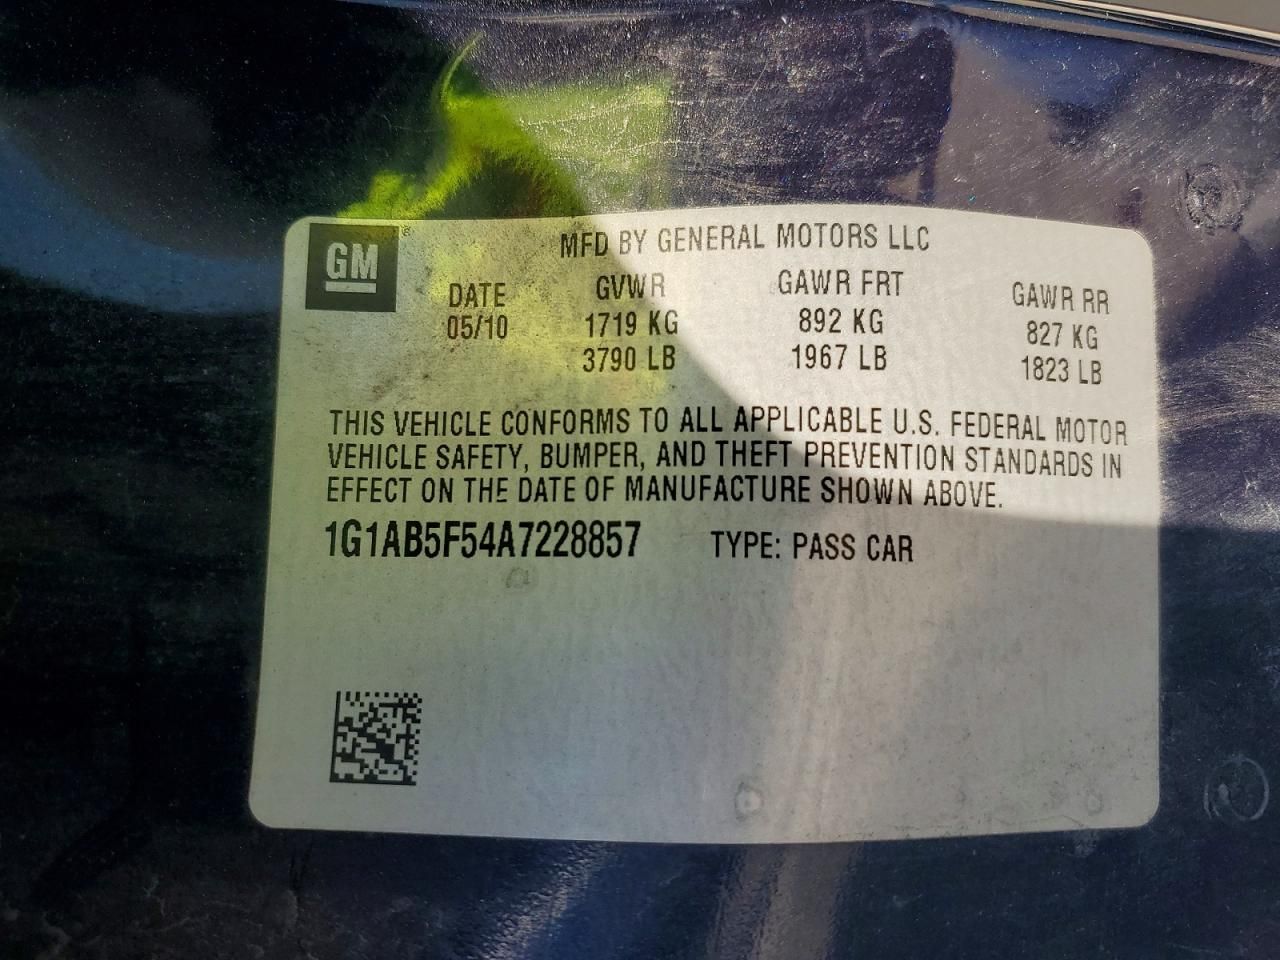 GM
MFD BY GENERAL MOTORS LLC
DATE GVWR GAWR FRT GAWR RR
05/10 1719 KG 892 KG 827 KG
3790 LB 1967 LB 1823 LB
THIS VEHICLE CONFORMS TO ALL APPLICABLE U.S. FEDERAL MOTOR
VEHICLE SAFETY, BUMPER, AND THEFT PREVENTION STANDARDS IN
EFFECT ON THE DATE OF MANUFACTURE SHOWN ABOVE.
1G1AB5F54A7228857 TYPE: PASS CAR